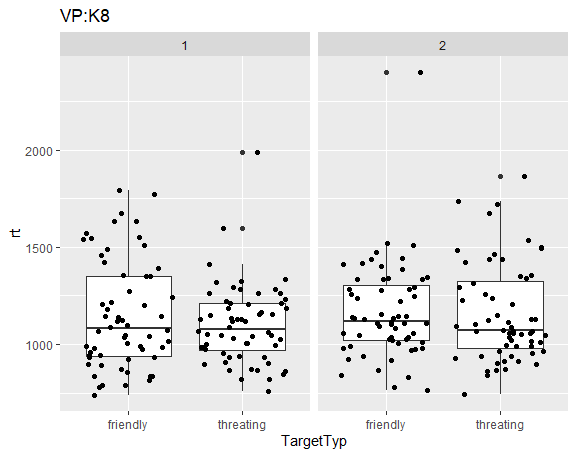 VP:K8
1 2
rt
2000
1500
1000
friendly threating friendly threating
TargetTyp